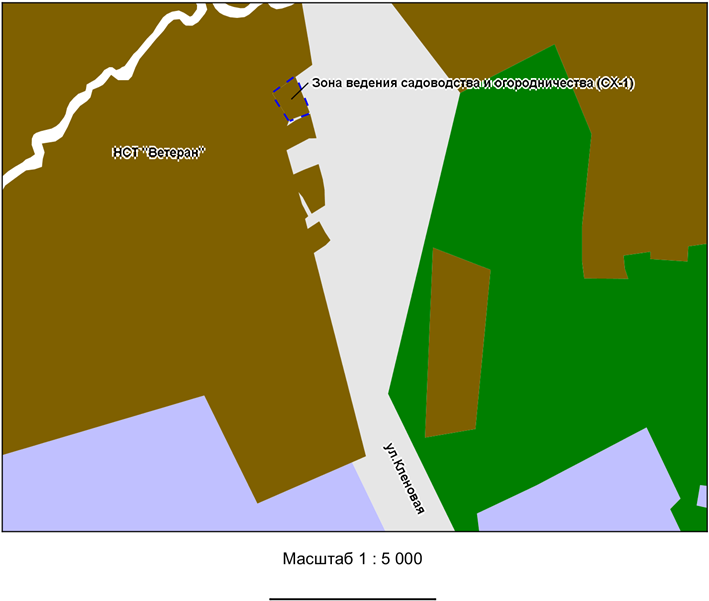 Зона ведения садоводства и огородничества (СХ-1)
НСТ "Ветеран"
ул.Кленовая
Масштаб 1 : 5 000